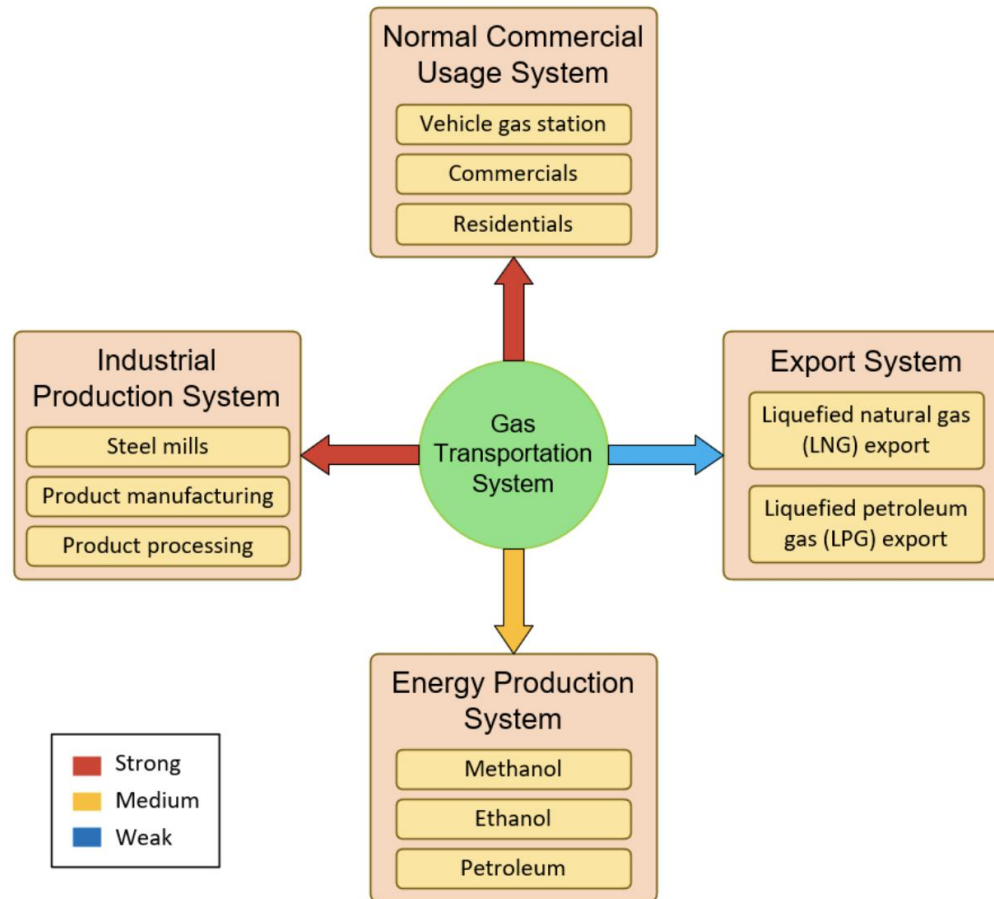 Normal Commercial
Usage System
Vehicle gas station
Commercials
Residentials
Industrial
Production System
Steel mills
Product manufacturing
Product processing
Gas
Transportation
System
Export System
Liquefied natural gas
(LNG) export
Liquefied petroleum
gas (LPG) export
Energy Production
System
Methanol
Ethanol
Petroleum
Strong
Medium
Weak